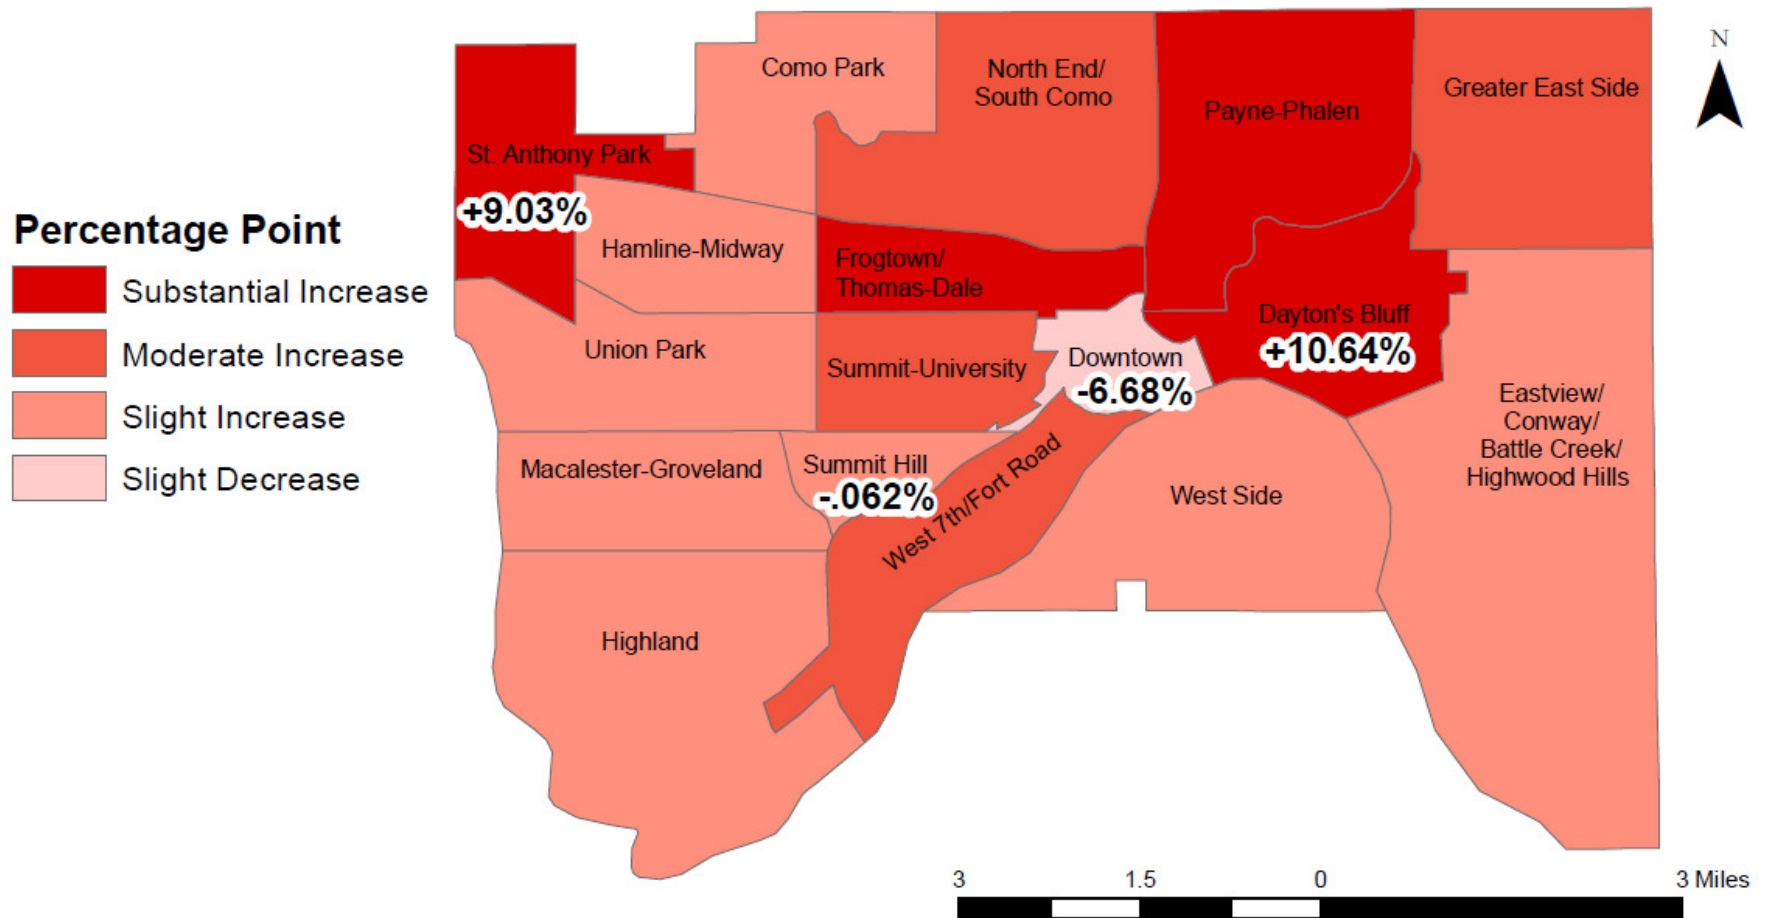 Como Park
North End/
South Como
Payne-Phalen
Greater East Side
N
St. Anthony Park
+9.03%
Hamline-Midway
Frogtown/
Thomas-Dale
Dayton's Bluff
+10.64%
Union Park
Summit-University
Downtown
-6.68%
Eastview/
Conway/
Battle Creek/
Highwood Hills
Macalester-Groveland
Summit Hill
-.062%
West 7th/Fort Road
West Side
Highland
Percentage Point
Substantial Increase
Moderate Increase
Slight Increase
Slight Decrease
3 1.5 0 3 Miles